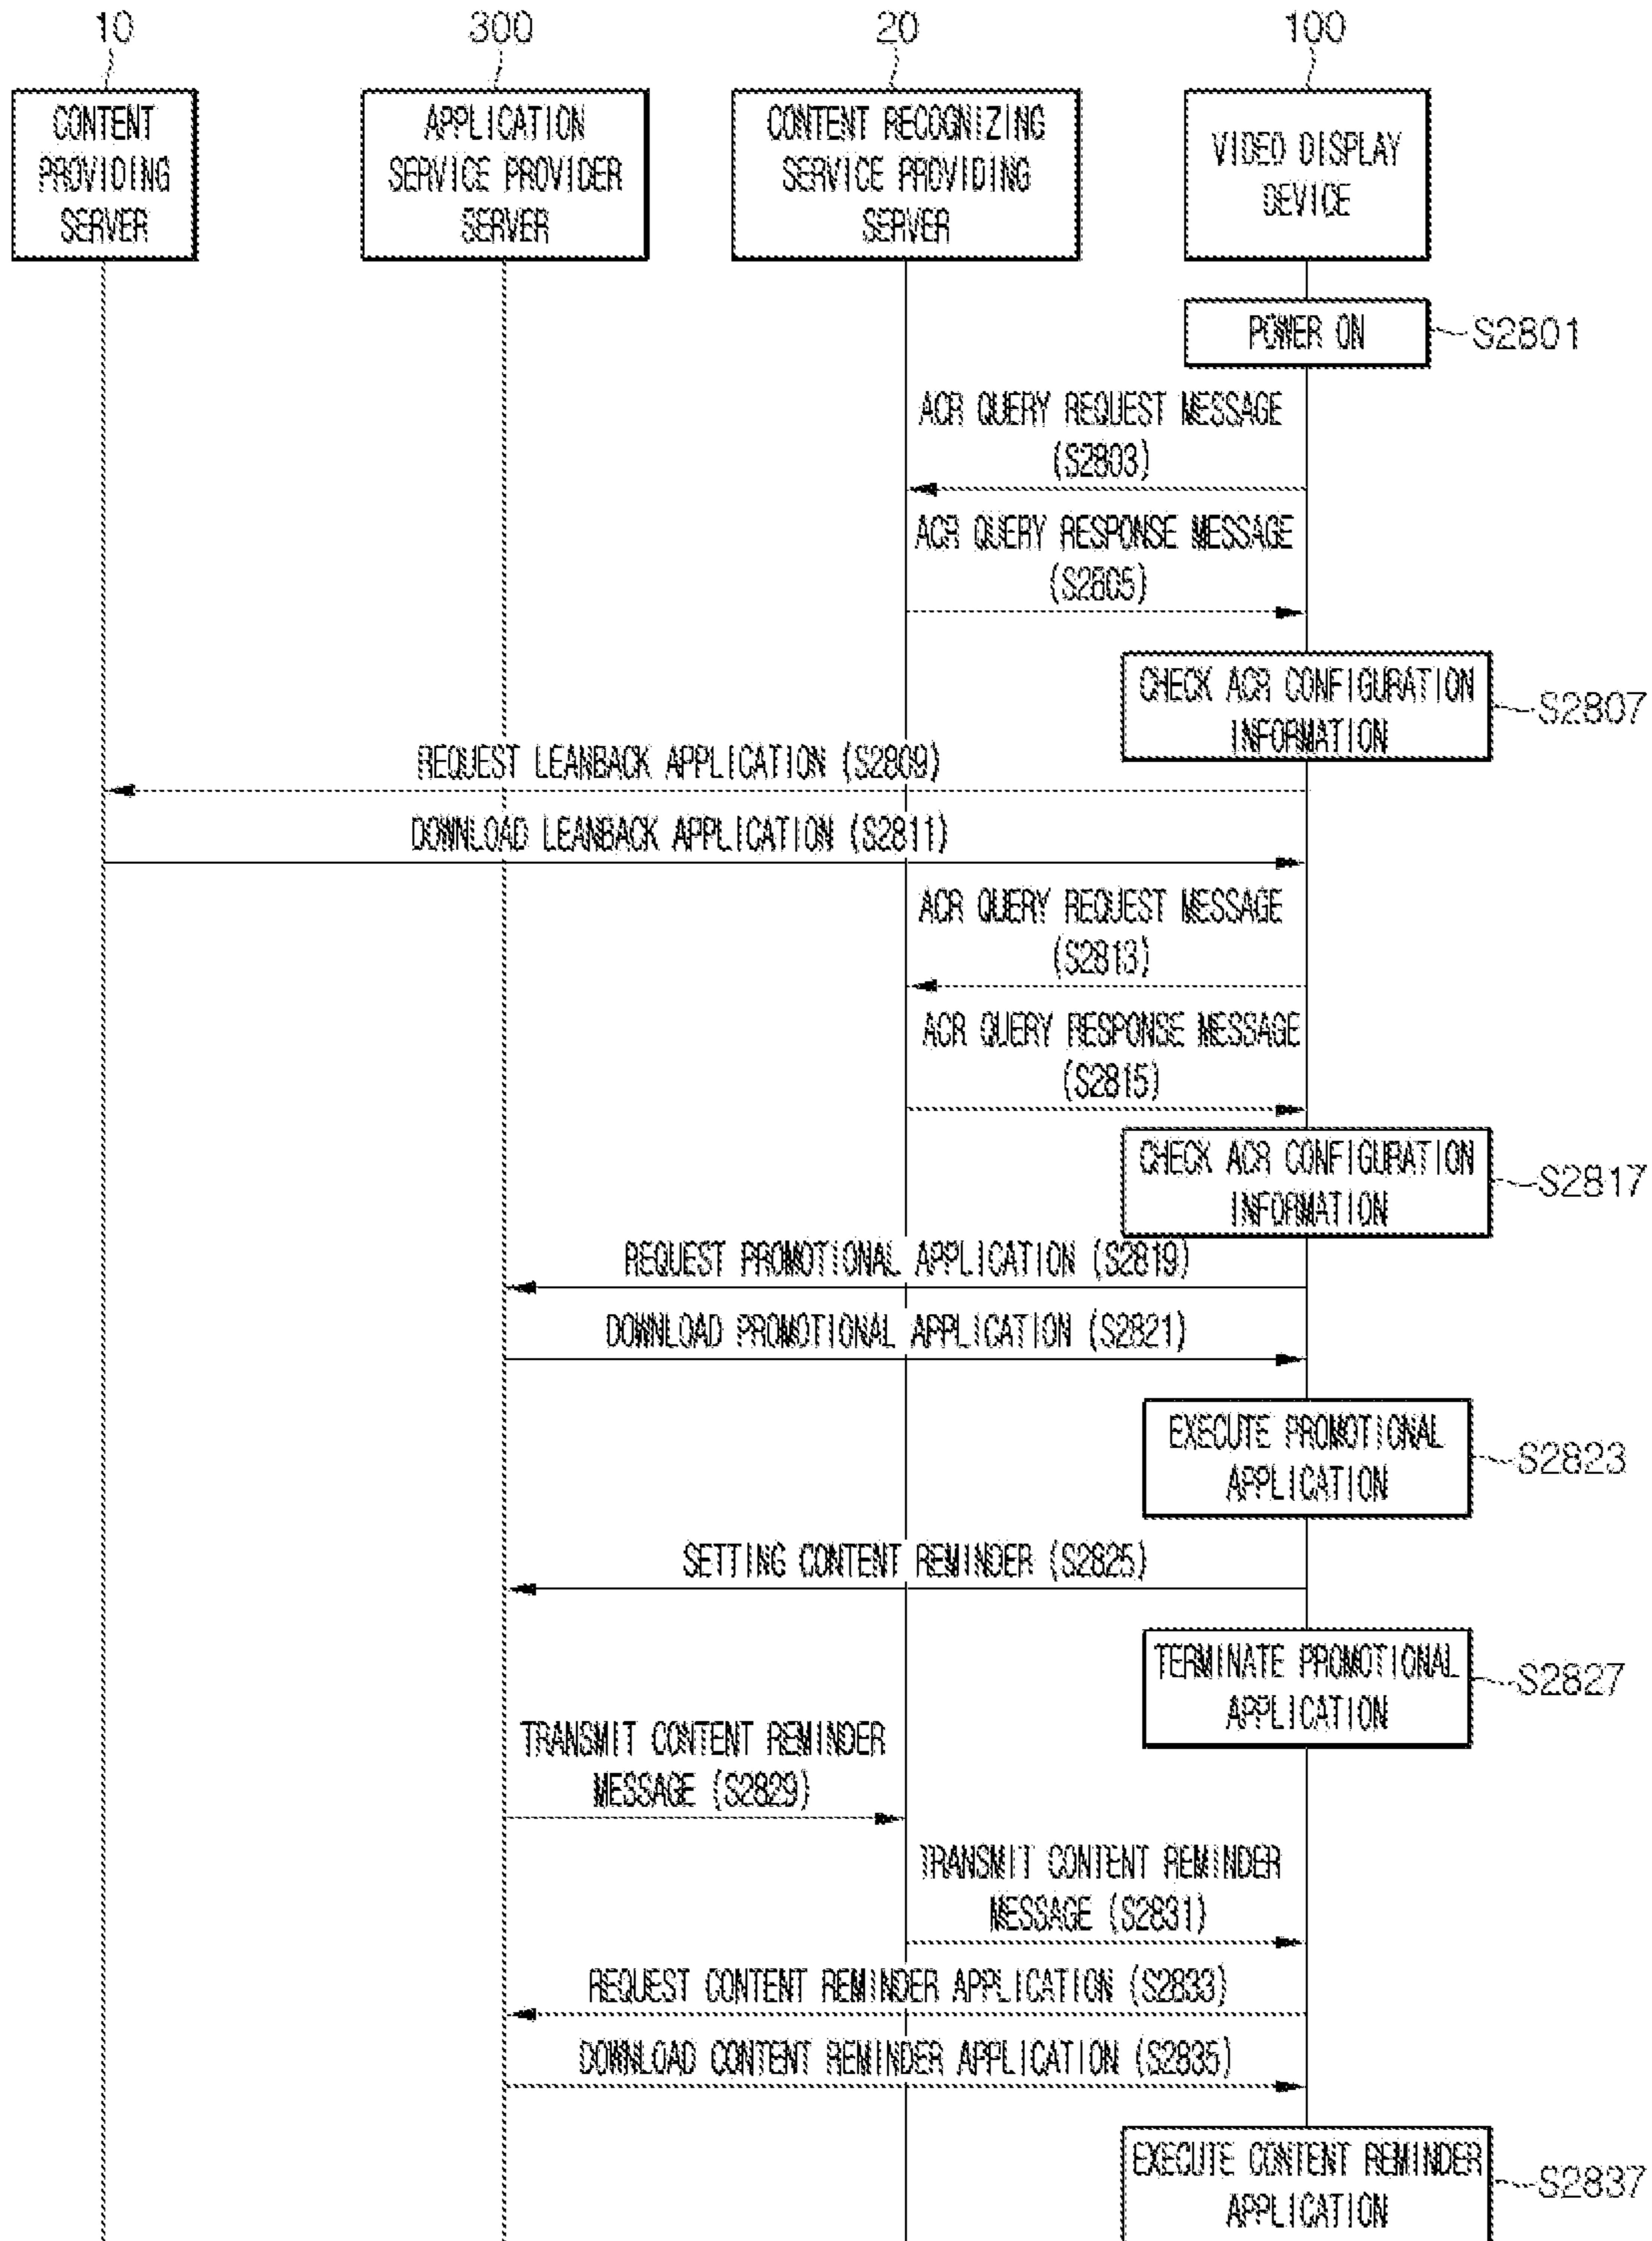 10
300
20
100
CONTENT
PROVIDING
SERVER
APPLICATION
SERVICE PROVIDER
SERVER
CONTENT RECOGNIZING
SERVICE PROVIDING
SERVER
VIDEO DISPLAY
DEVICE
POWER ON
S2801
ACR QUERY REQUEST MESSAGE
(S2803)
ACR QUERY RESPONSE MESSAGE
(S2805)
CHECK ACR CONFIGURATION
INFORMATION
S2807
REQUEST LEANBACK APPLICATION (S2809)
DOWNLOAD LEANBACK APPLICATION (S2811)
ACR QUERY REQUEST MESSAGE
(S2813)
ACR QUERY RESPONSE MESSAGE
(S2815)
CHECK ACR CONFIGURATION
INFORMATION
S2817
REQUEST PROMOTIONAL APPLICATION (S2819)
DOWNLOAD PROMOTIONAL APPLICATION (S2821)
EXECUTE PROMOTIONAL
APPLICATION
S2823
SETTING CONTENT REMINDER (S2825)
TERMINATE PROMOTIONAL
APPLICATION
S2827
TRANSMIT CONTENT REMINDER
MESSAGE (S2829)
TRANSMIT CONTENT REMINDER
MESSAGE (S2831)
REQUEST CONTENT REMINDER APPLICATION (S2833)
DOWNLOAD CONTENT REMINDER APPLICATION (S2835)
EXECUTE CONTENT REMINDER
APPLICATION
S2837